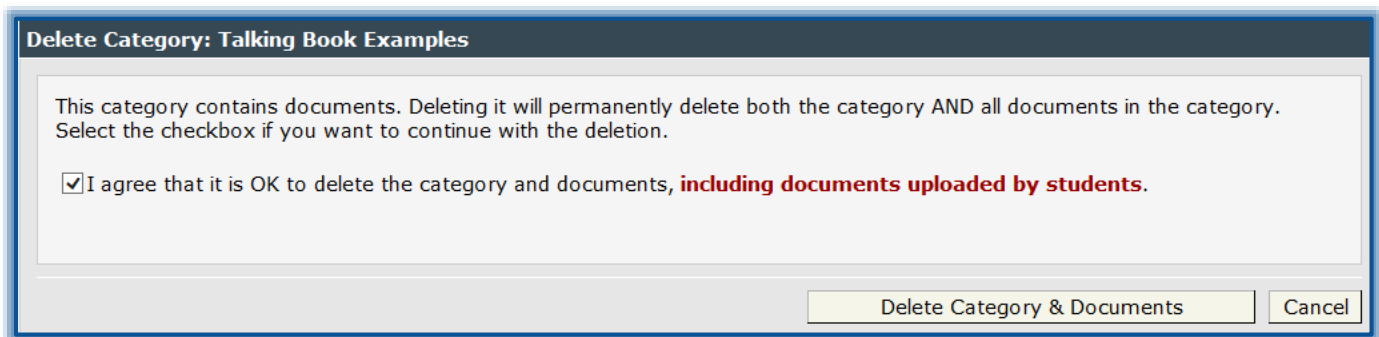 Delete Category: Talking Book Examples
This category contains documents. Deleting it will permanently delete both the category AND all documents in the category.
Select the checkbox if you want to continue with the deletion.
I agree that it is OK to delete the category and documents, including documents uploaded by students.
Delete Category & Documents
Cancel